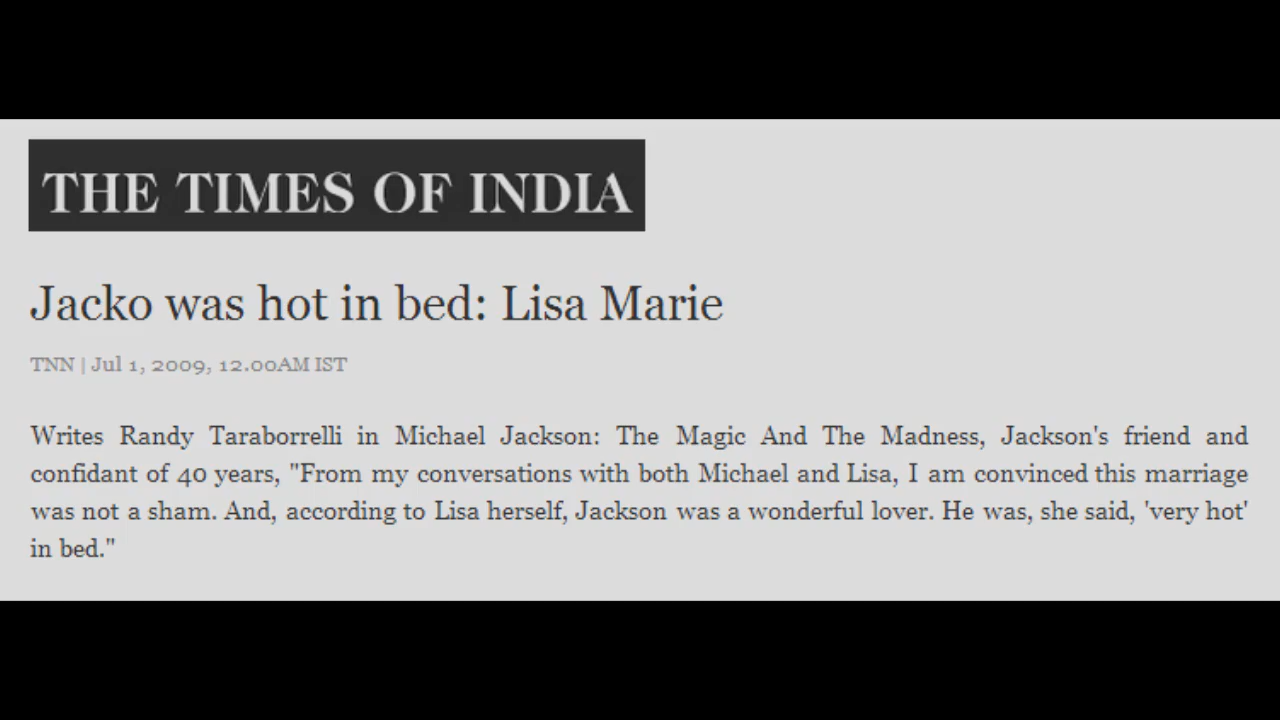 THE TIMES OF INDIA
Jacko was hot in bed: Lisa Marie
TNN | Jul 1, 2009, 12.00AM IST
Writes Randy Taraborrelli in Michael Jackson: The Magic And The Madness, Jackson's friend and
confidant of 40 years, "From my conversations with both Michael and Lisa, I am convinced this marriage
was not a sham. And, according to Lisa herself, Jackson was a wonderful lover. He was, she said, 'very hot'
in bed."